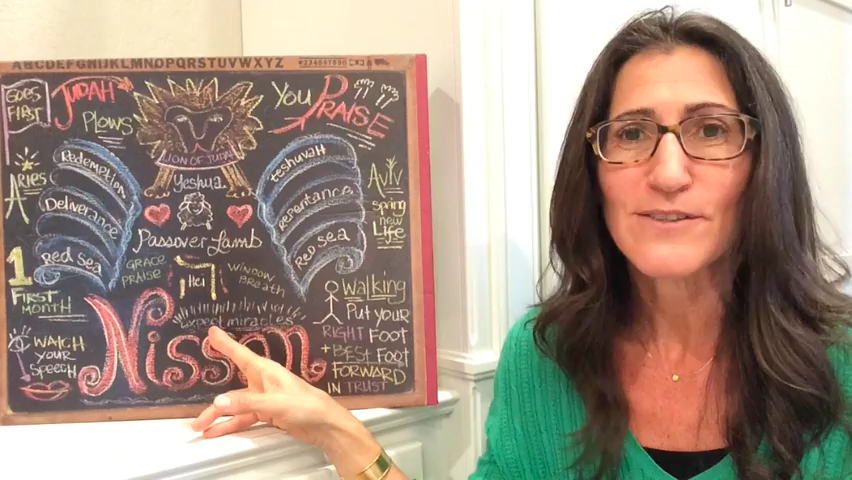 ABCDEFGHIJKLMNOPQRSTUVWXYZ
GOES
FIRST
JUDAH
PLOWS
LION OF JUDAH
Yeshua
YOU
PRAISE
Redemption
Deliverance
Red Sea
teshuvah
Repentance
Red Sea
ARIES
1
FIRST
MONTH
WATCH
YOUR
SPEECH
AViV
spring
new
Life
Passover Lamb
GRACE
PRAISE
Hei
WINDOW
BREATH
Expect miracles
Nissan
WALKING
Put YOUR
RIGHT FOOT
+ BEST FOOT
FORWARD
IN TRUST